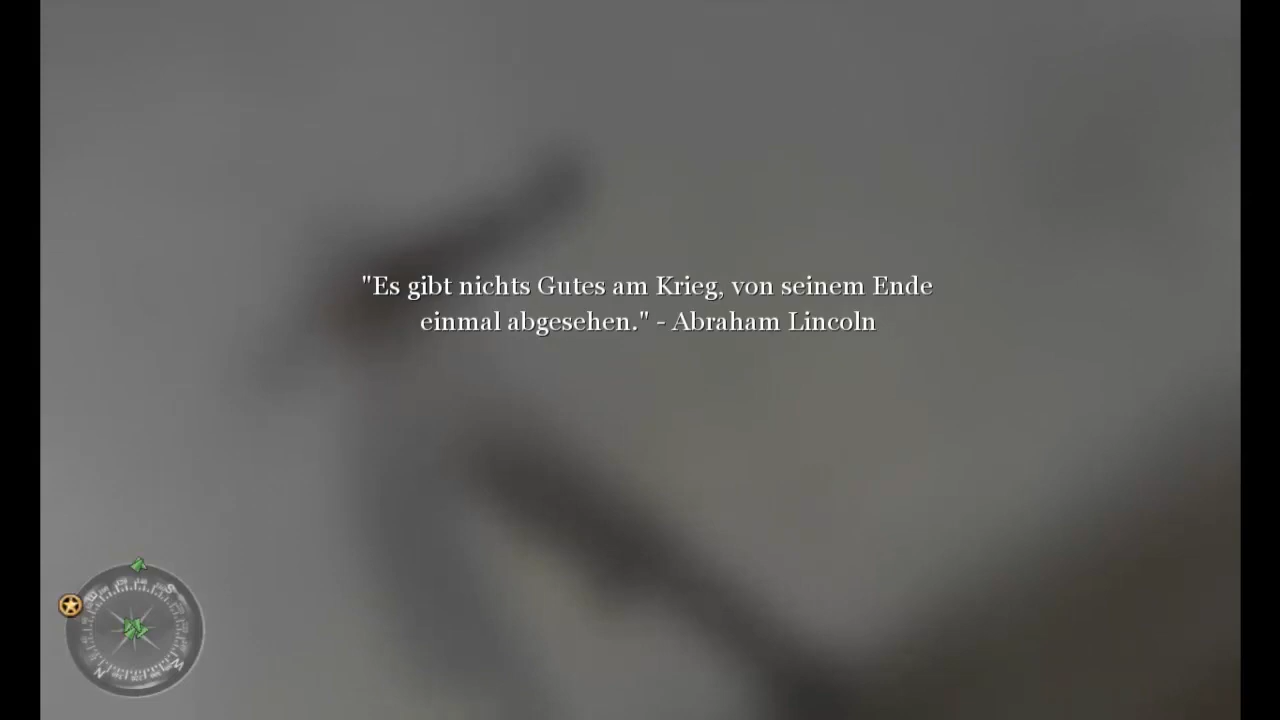 "Es gibt nichts Gutes am Krieg, von seinem Ende
einmal abgesehen." - Abraham Lincoln
S
W
N